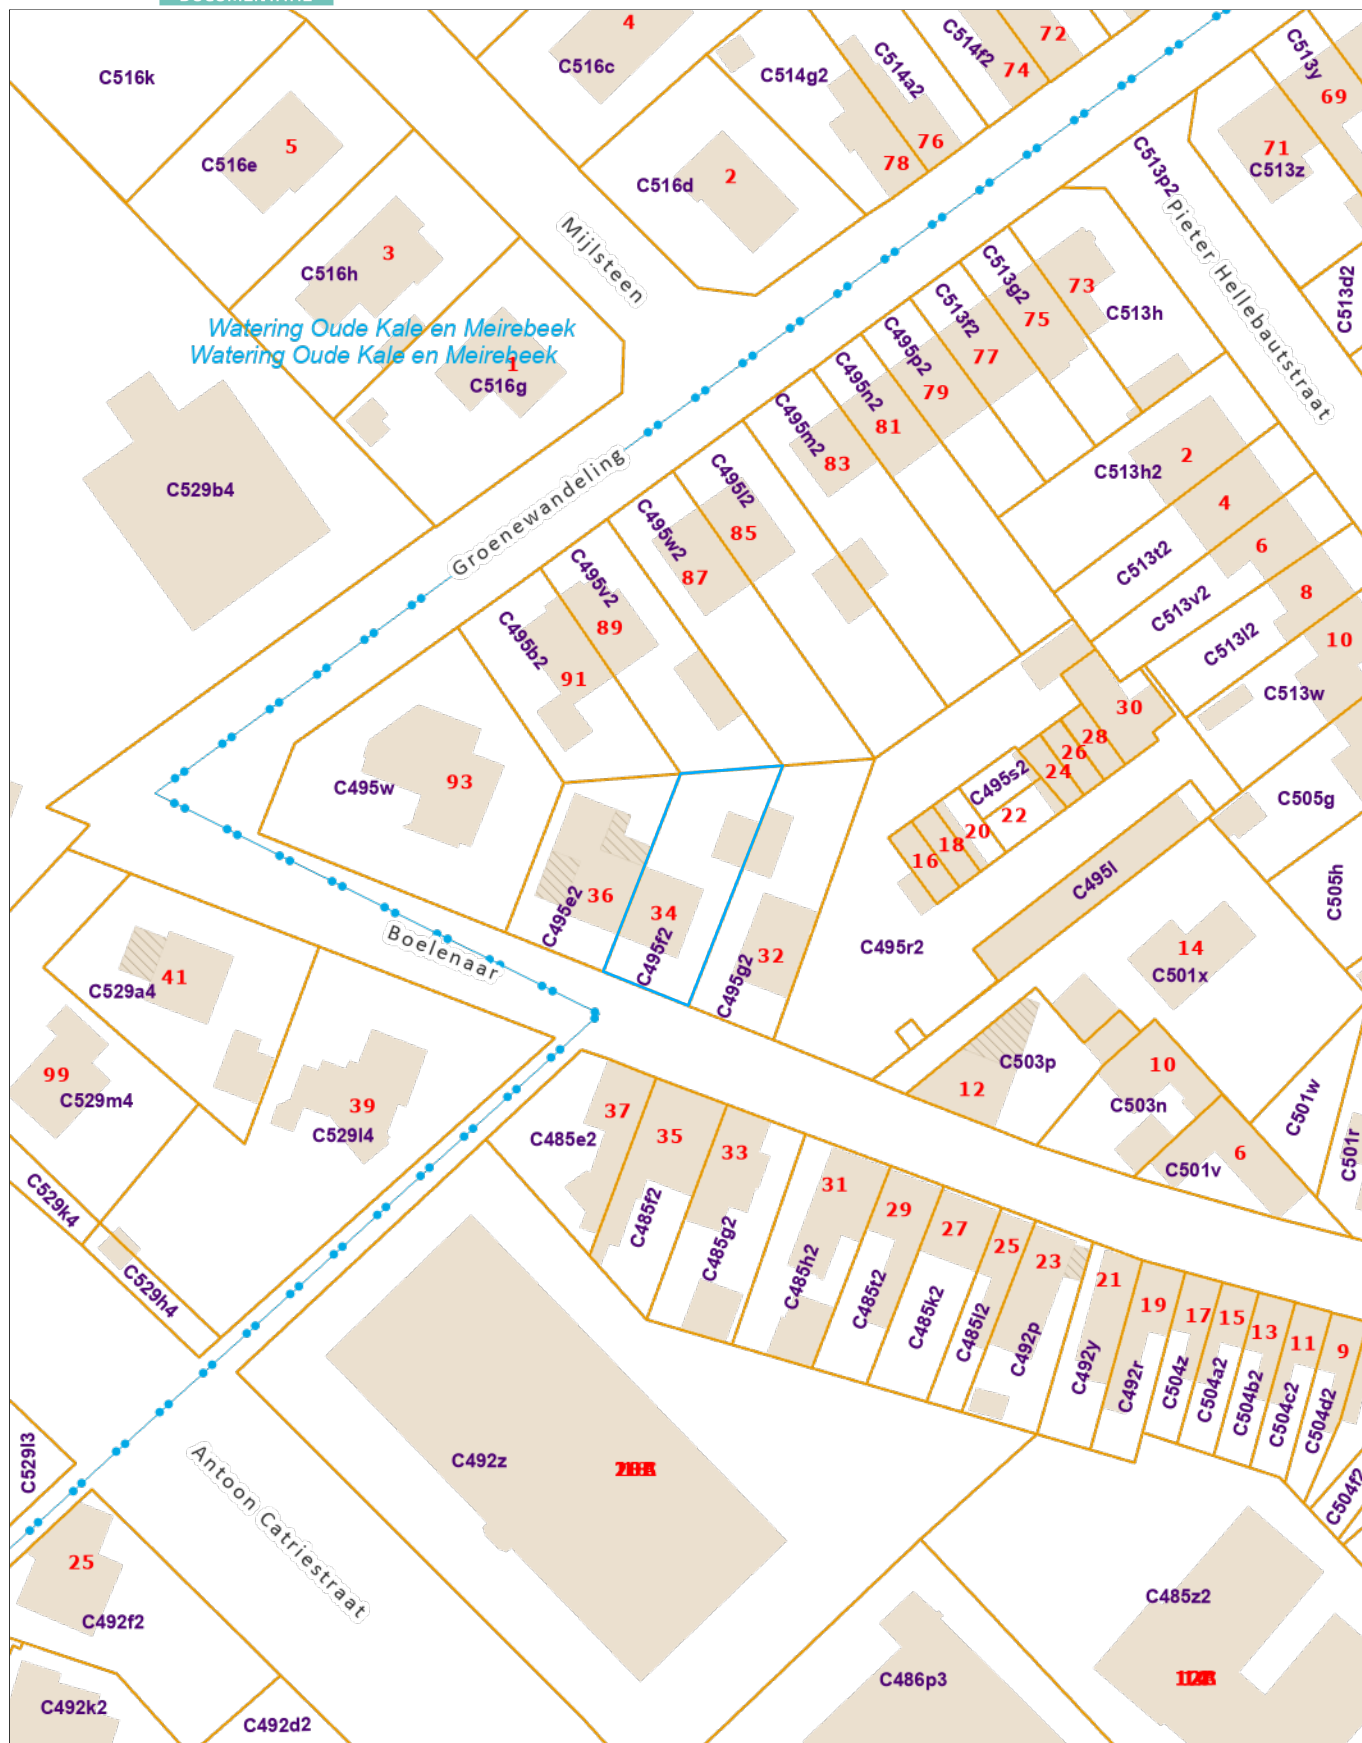 4
72
C514f2
C513y
C516k
C516c
C514g2
C514a2
74
69
5
C516e
76
78
71
C513z
C513p2
2
C516d
Mijlsteen
Pieter Hellebautstraat
3
C516h
C513g2
73
C513h
C513d2
Watering Oude Kale en Meirebeek
Watering Oude Kale en Meirebeek
C513f2
75
1
C516g
C495p2
77
C495n2
79
C495m2
81
83
C529b4
Groenewandeling
C495l2
85
C513h2
2
4
C495w2
87
6
C513t2
C495v2
89
C513v2
8
C495b2
91
C513l2
10
C513w
30
C495w
93
28
26
24
C495s2
22
20
18
16
C505g
C495l
C505h
36
C495e2
34
C495f2
32
C495g2
C495r2
Boelenaar
14
C501x
41
C529a4
99
C529m4
39
C529l4
C503p
12
10
C503n
C501w
C501r
6
C501v
37
C485e2
35
C485f2
33
C485g2
31
C485h2
29
C485t2
27
C485k2
25
C485l2
23
C492p
21
C492y
19
C492r
17
C504z
15
C504a2
13
C504b2
11
C504c2
9
C504d2
C504f2
C529k4
C529h4
C529l3
Antoon Catriestraat
C492z
25
C492f2
C485z2
C486p3
C492k2
C492d2